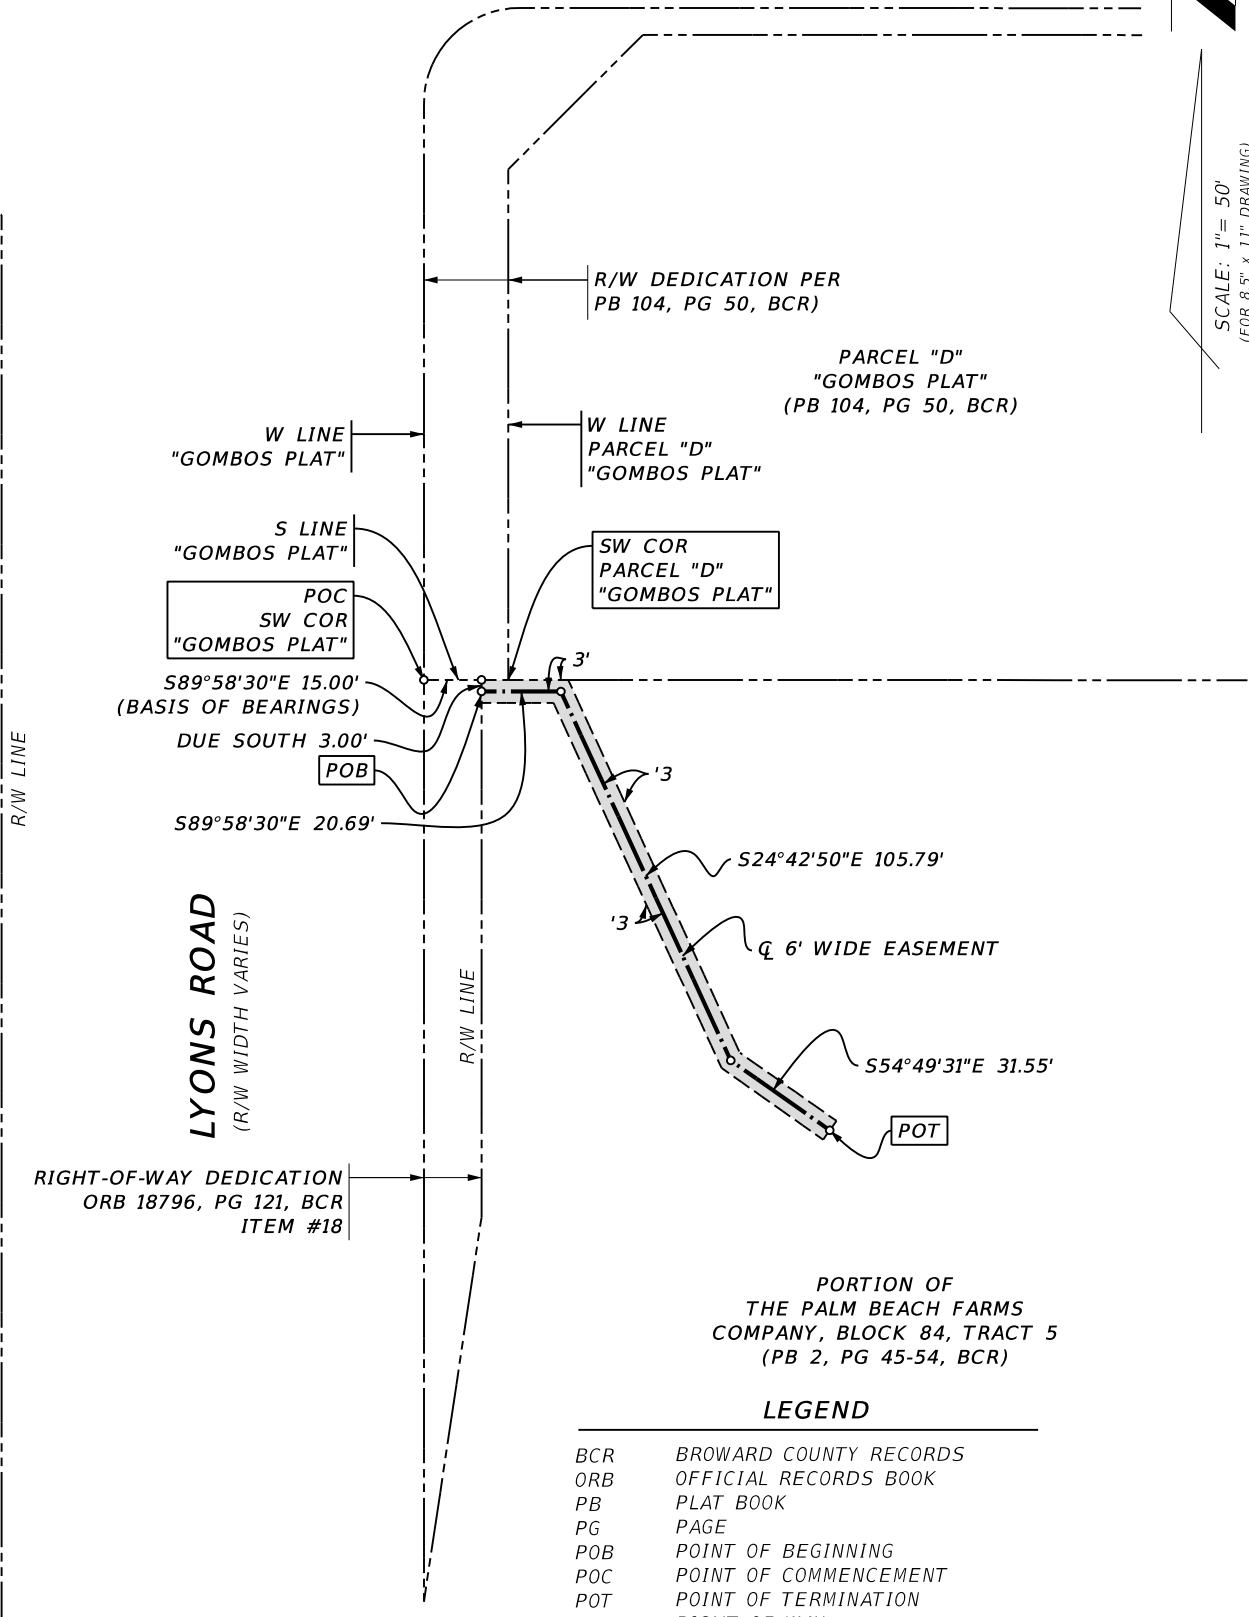 SCALE: 1"= 50'
(FOR 8.5" x 11" DRAWING)
R/W DEDICATION PER
PB 104, PG 50, BCR)
PARCEL "D"
"GOMBOS PLAT"
(PB 104, PG 50, BCR)
W LINE
"GOMBOS PLAT"
W LINE
PARCEL "D"
"GOMBOS PLAT"
S LINE
"GOMBOS PLAT"
SW COR
PARCEL "D"
"GOMBOS PLAT"
POC
SW COR
"GOMBOS PLAT"
3'
S89°58'30"E 15.00'
(BASIS OF BEARINGS)
DUE SOUTH 3.00'
POB
'3
S89°58'30"E 20.69'
R/W LINE
S24°42'50"E 105.79'
'3
℄ 6' WIDE EASEMENT
LYONS ROAD
(R/W WIDTH VARIES)
R/W LINE
S54°49'31"E 31.55'
POT
RIGHT-OF-WAY DEDICATION
ORB 18796, PG 121, BCR
ITEM #18
PORTION OF
THE PALM BEACH FARMS
COMPANY, BLOCK 84, TRACT 5
(PB 2, PG 45-54, BCR)
LEGEND
BCR BROWARD COUNTY RECORDS
ORB OFFICIAL RECORDS BOOK
PB PLAT BOOK
PG PAGE
POB POINT OF BEGINNING
POC POINT OF COMMENCEMENT
POT POINT OF TERMINATION